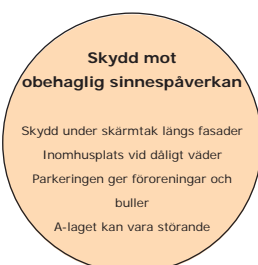 Skydd mot
obehaglig sinnespåverkan
Skydd under skärmtak längs fasader
Inomhusplats vid dåligt väder
Parkeringen ger föroreningar och
buller
A-laget kan vara störande